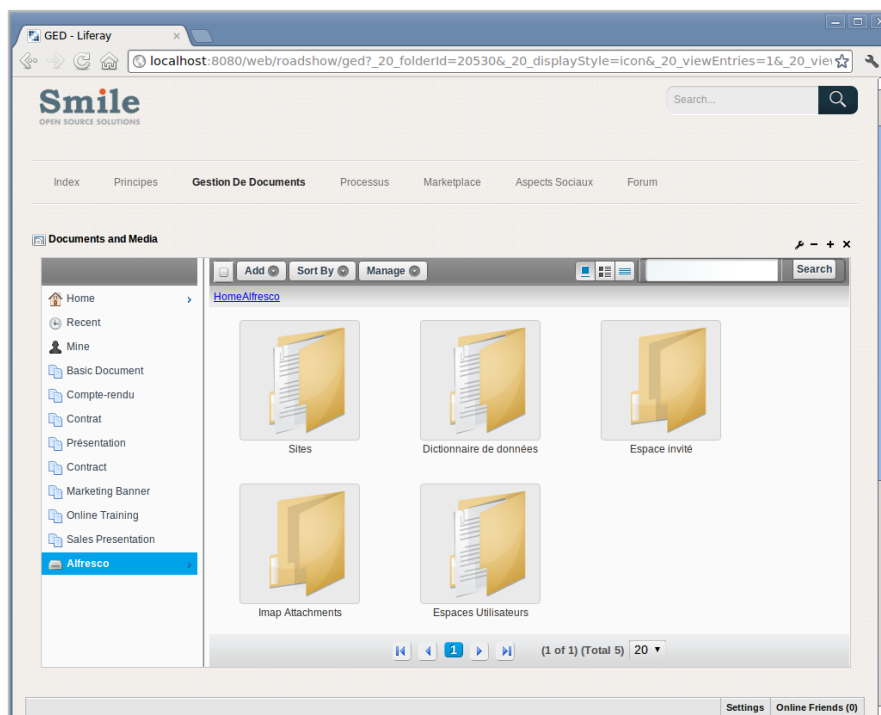 GED - Liferay
localhost:8080/web/roadshow/ged?_20_folderId=20530&_20_displayStyle=icon&_20_viewEntries=1&_20_view
Smile
OPEN SOURCE SOLUTIONS
Search...
Index Principes Gestion De Documents Processus Marketplace Aspects Sociaux Forum
Documents and Media
Add Sort By Manage Search
HomeAlfresco
Home
Recent
Mine
Basic Document
Compte-rendu
Contrat
Présentation
Contract
Marketing Banner
Online Training
Sales Presentation
Alfresco
Sites Dictionnaire de données Espace invité
Imap Attachments Espaces Utilisateurs
1 (1 of 1) (Total 5) 20
Settings Online Friends (0)